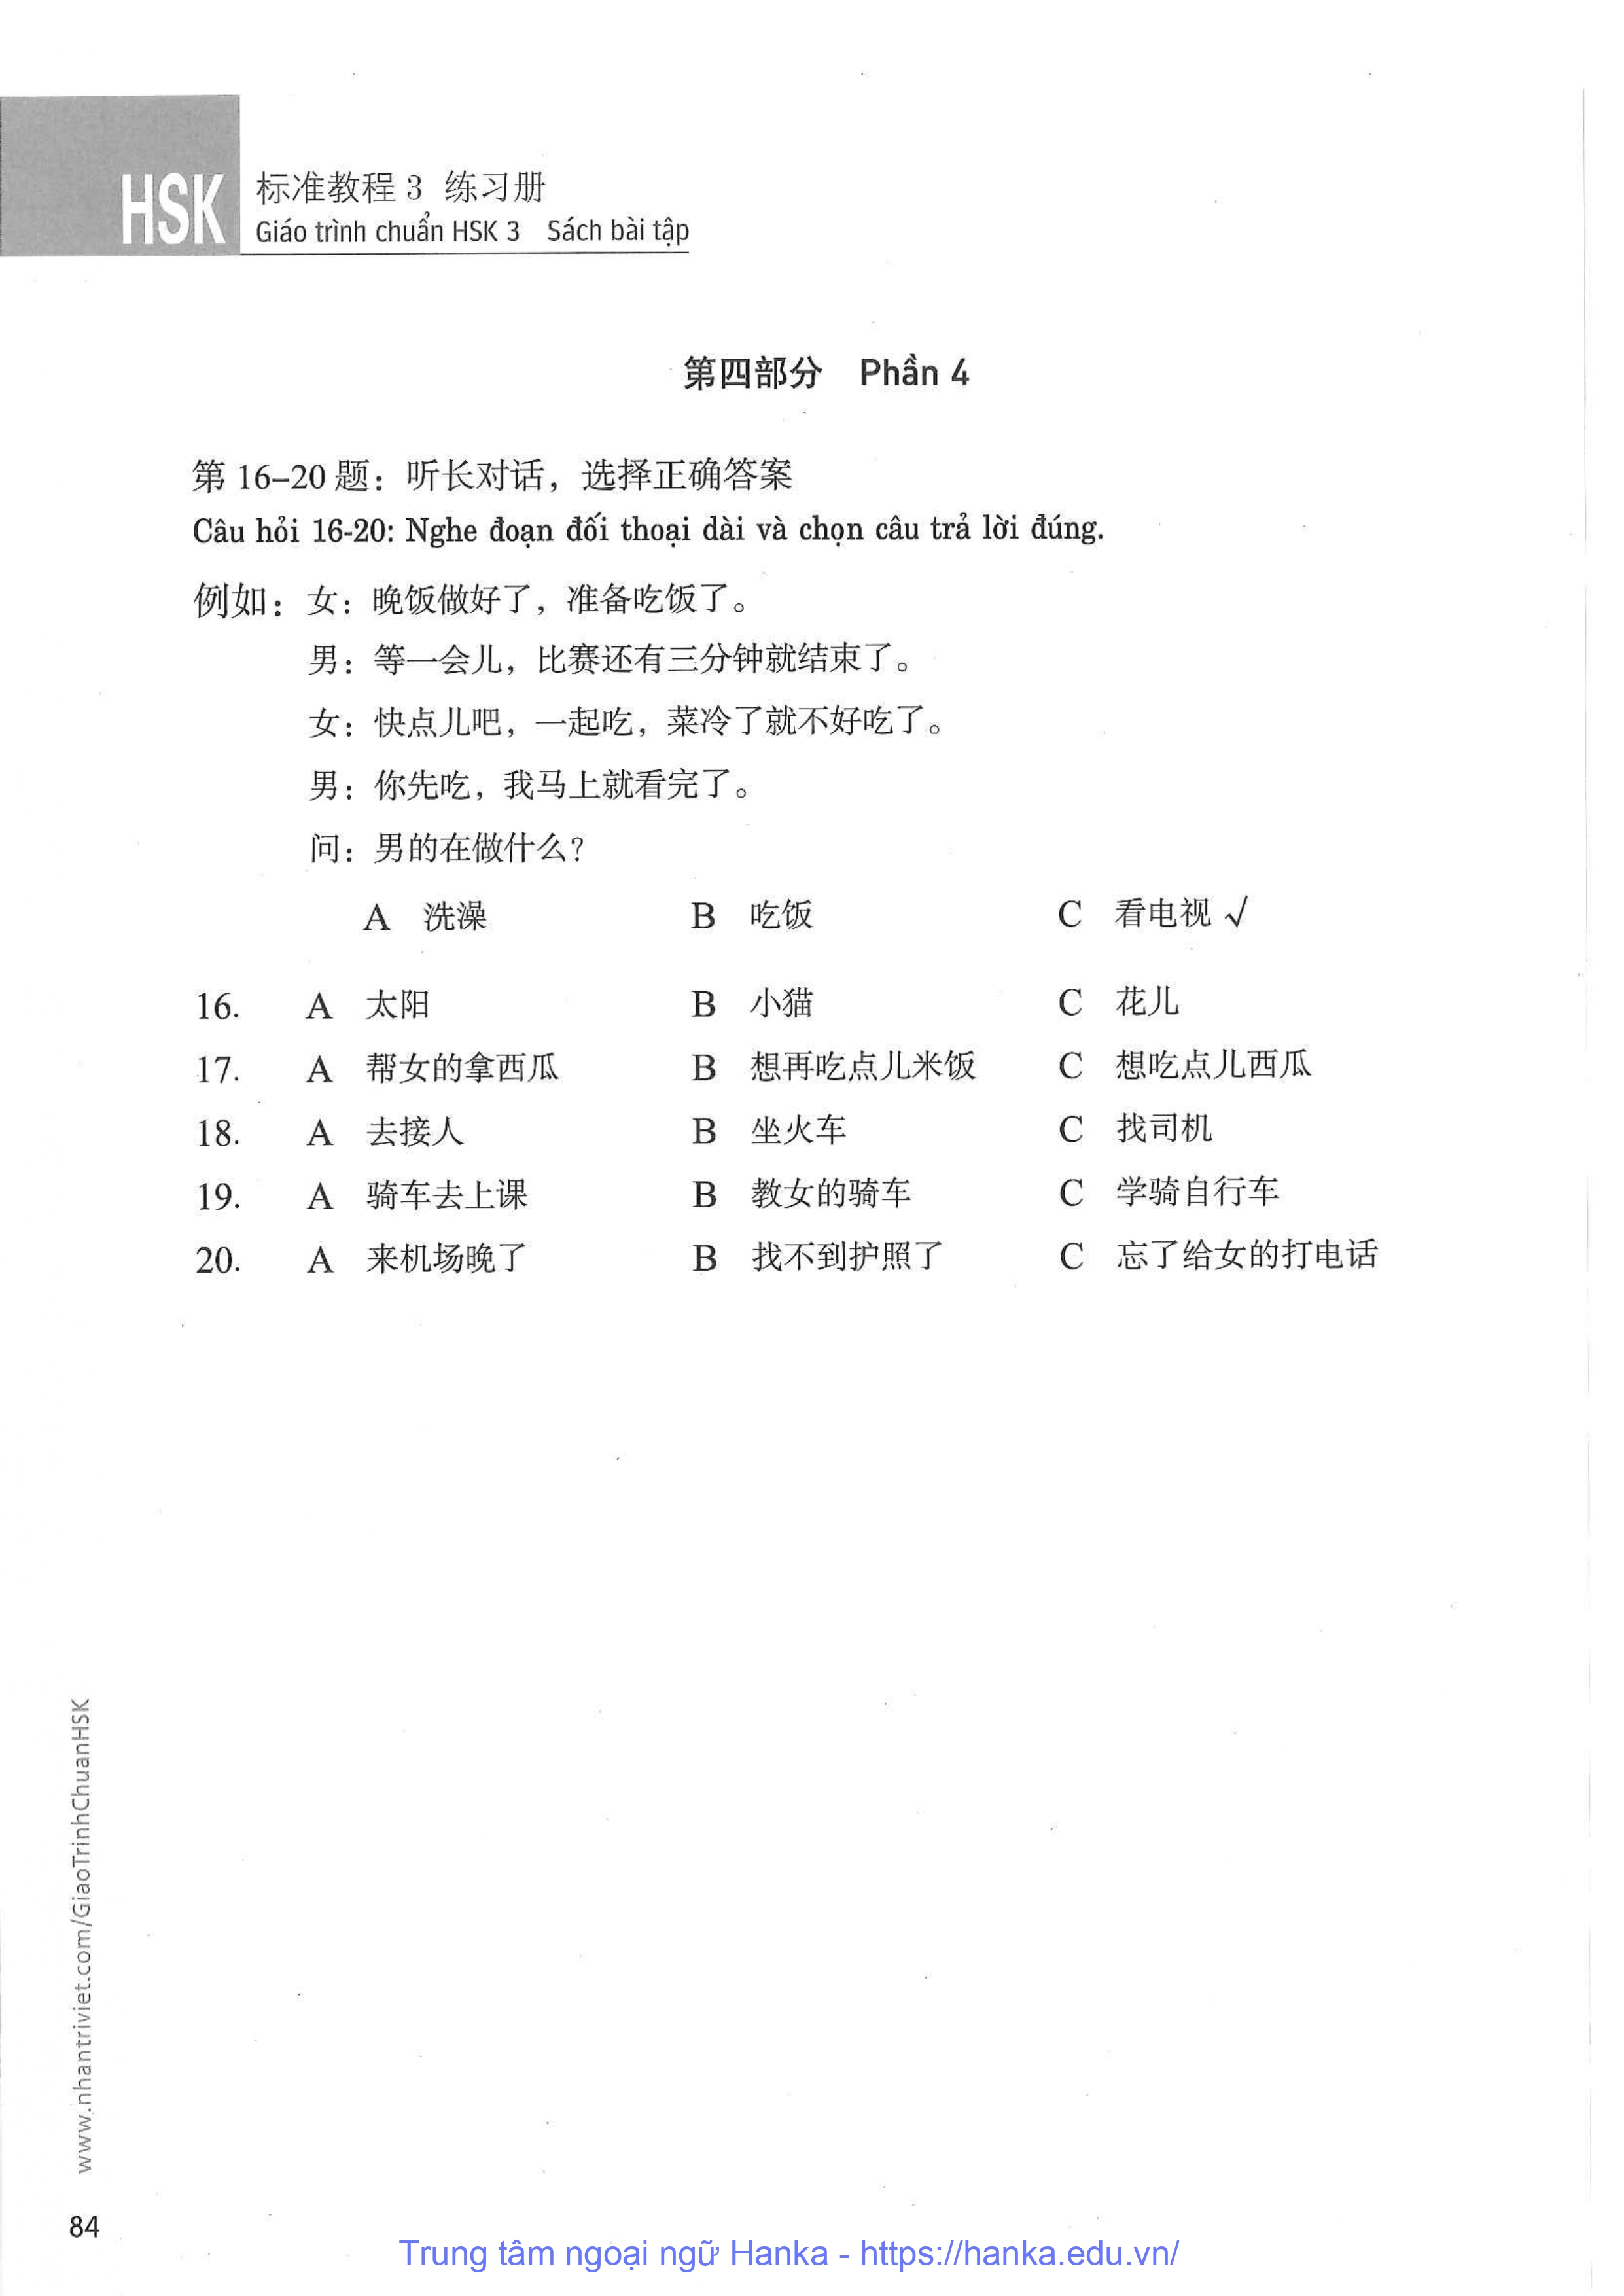 HSK 标准教程 3 练习册
Giáo trình chuẩn HSK 3 Sách bài tập
第四部分 Phần 4
第 16–20 题：听长对话，选择正确答案
Câu hỏi 16-20: Nghe đoạn đối thoại dài và chọn câu trả lời đúng.
例如：女：晚饭做好了，准备吃饭了。
男：等一会儿，比赛还有三分钟就结束了。
女：快点儿吧，一起吃，菜冷了就不好吃了。
男：你先吃，我马上就看完了。
问：男的在做什么？
A 洗澡 B 吃饭 C 看电视 √
16. A 太阳 B 小猫 C 花儿
17. A 帮女的拿西瓜 B 想再吃点儿米饭 C 想吃点儿西瓜
18. A 去接人 B 坐火车 C 找司机
19. A 骑车去上课 B 教女的骑车 C 学骑自行车
20. A 来机场晚了 B 找不到护照了 C 忘了给女的打电话
www.nhantriviet.com/GiaoTrinhChuanHSK
84
Trung tâm ngoại ngữ Hanka - https://hanka.edu.vn/